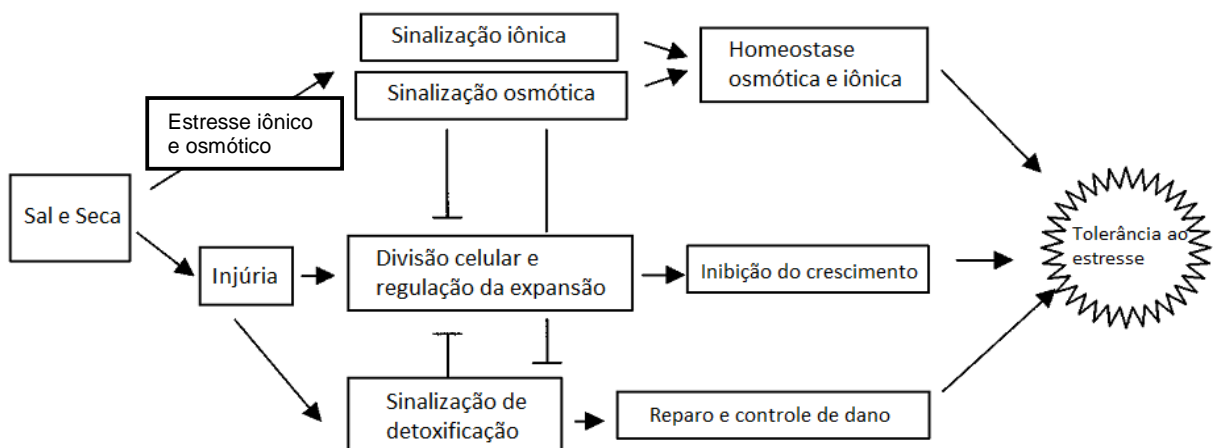 Sinalização iônica
Sinalização osmótica
Homeostase
osmótica e iônica
Estresse iônico
e osmótico
Sal e Seca
Injúria
Divisão celular e
regulação da expansão
Inibição do crescimento
Tolerância ao
estresse
Sinalização de
detoxificação
Reparo e controle de dano